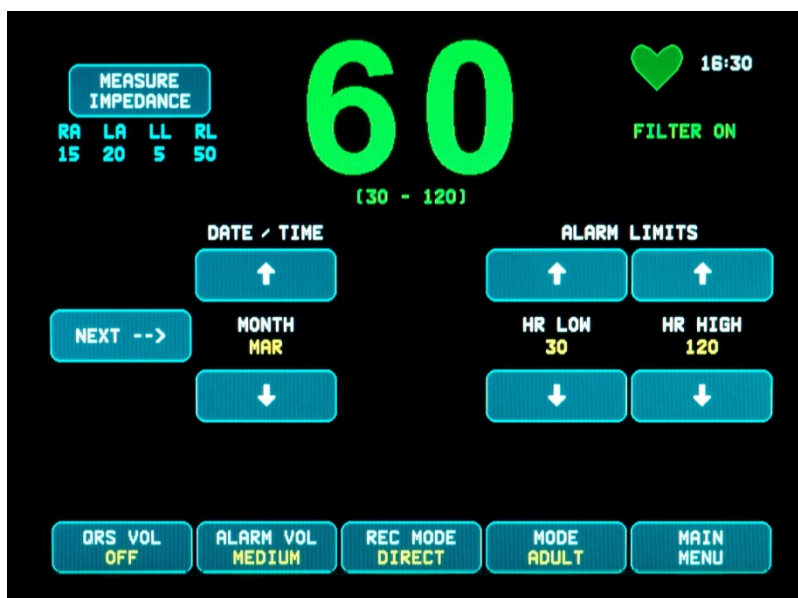 MEASURE
IMPEDANCE
RA LA LL RL
15 20 5 50
60
(30 - 120)
16:30
FILTER ON
DATE / TIME
ALARM LIMITS
NEXT -->
MONTH
MAR
HR LOW
30
HR HIGH
120
QRS VOL
OFF
ALARM VOL
MEDIUM
REC MODE
DIRECT
MODE
ADULT
MAIN
MENU